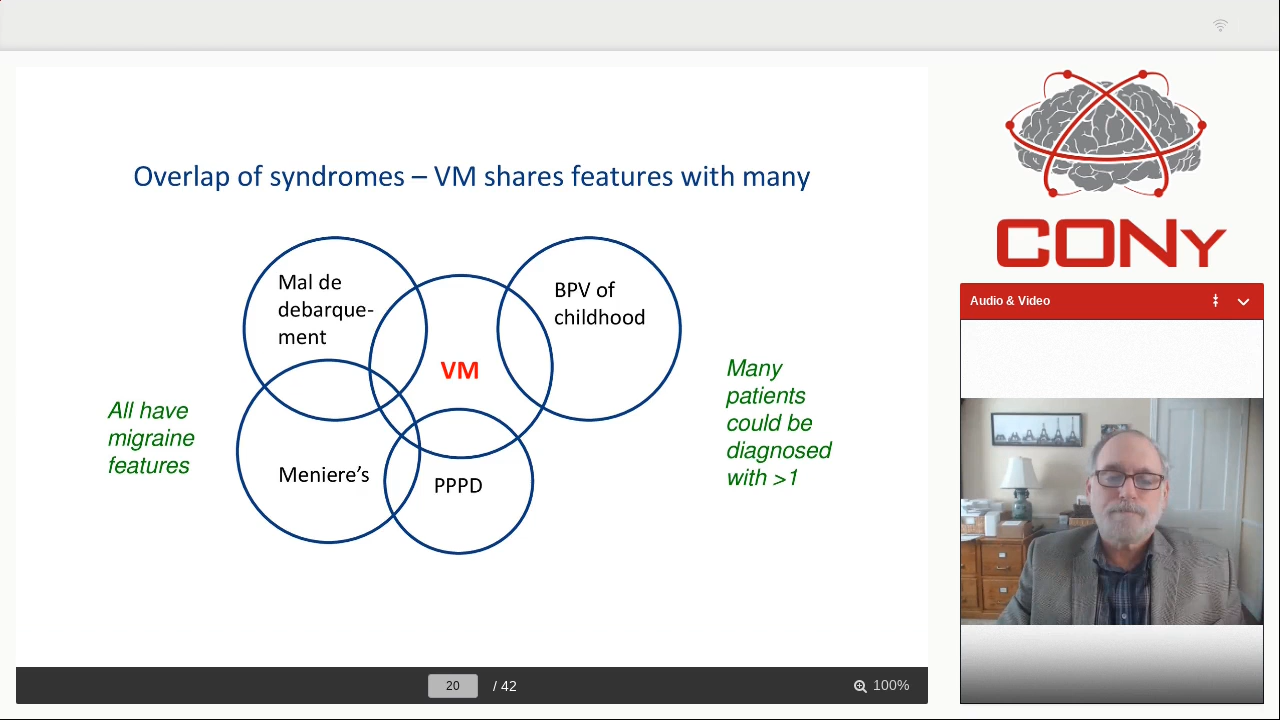 Overlap of syndromes – VM shares features with many
Mal de
debarque-
ment
BPV of
childhood
VM
All have
migraine
features
Many
patients
could be
diagnosed
with >1
Meniere’s
PPPD
20 / 42
100%
CONy
Audio & Video